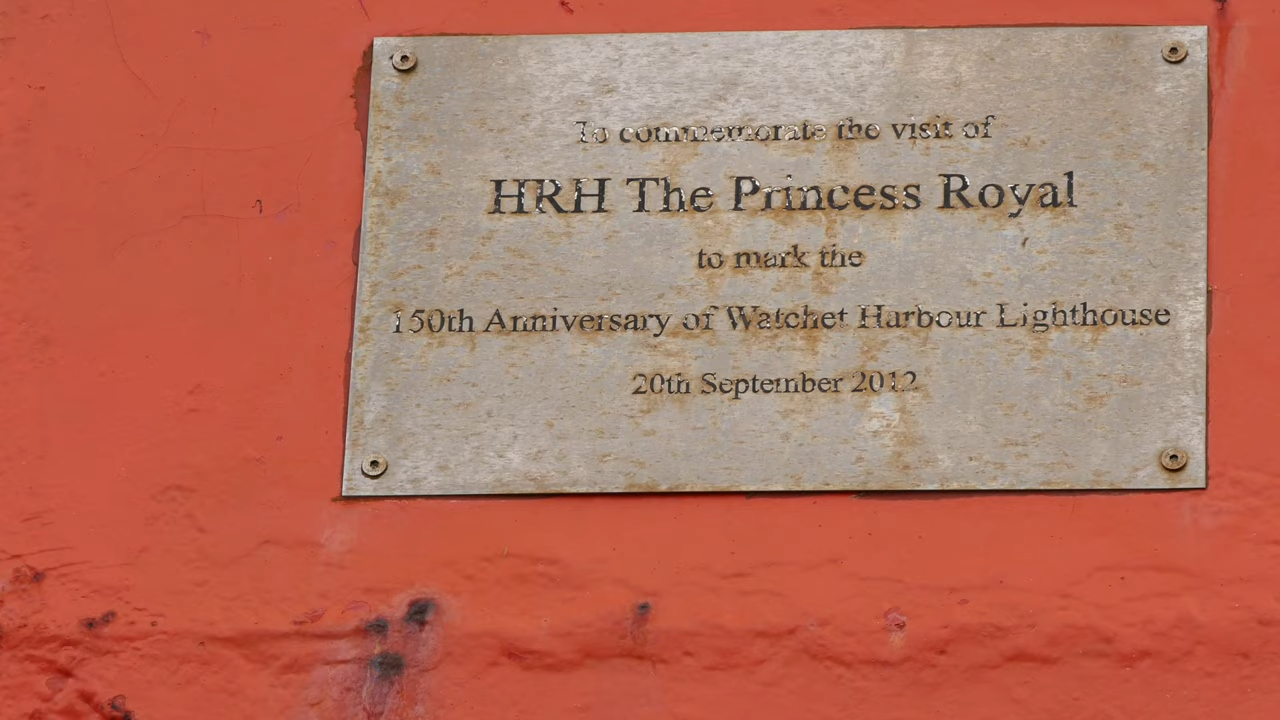 To commemorate the visit of
HRH The Princess Royal
to mark the
150th Anniversary of Watchet Harbour Lighthouse
20th September 2012